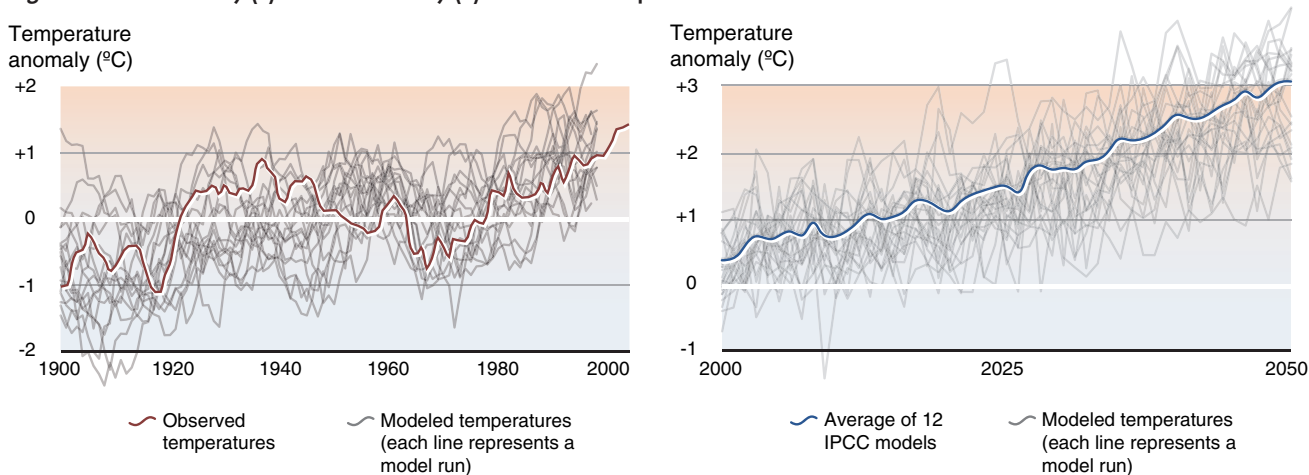 Temperature
anomaly (ºC)
+2
+1
0
-1
-2
1900 1920 1940 1960 1980 2000
Observed
temperatures
Modeled temperatures
(each line represents a
model run)
Temperature
anomaly (ºC)
+3
+2
+1
0
-1
2000 2025 2050
Average of 12
IPCC models
Modeled temperatures
(each line represents a
model run)